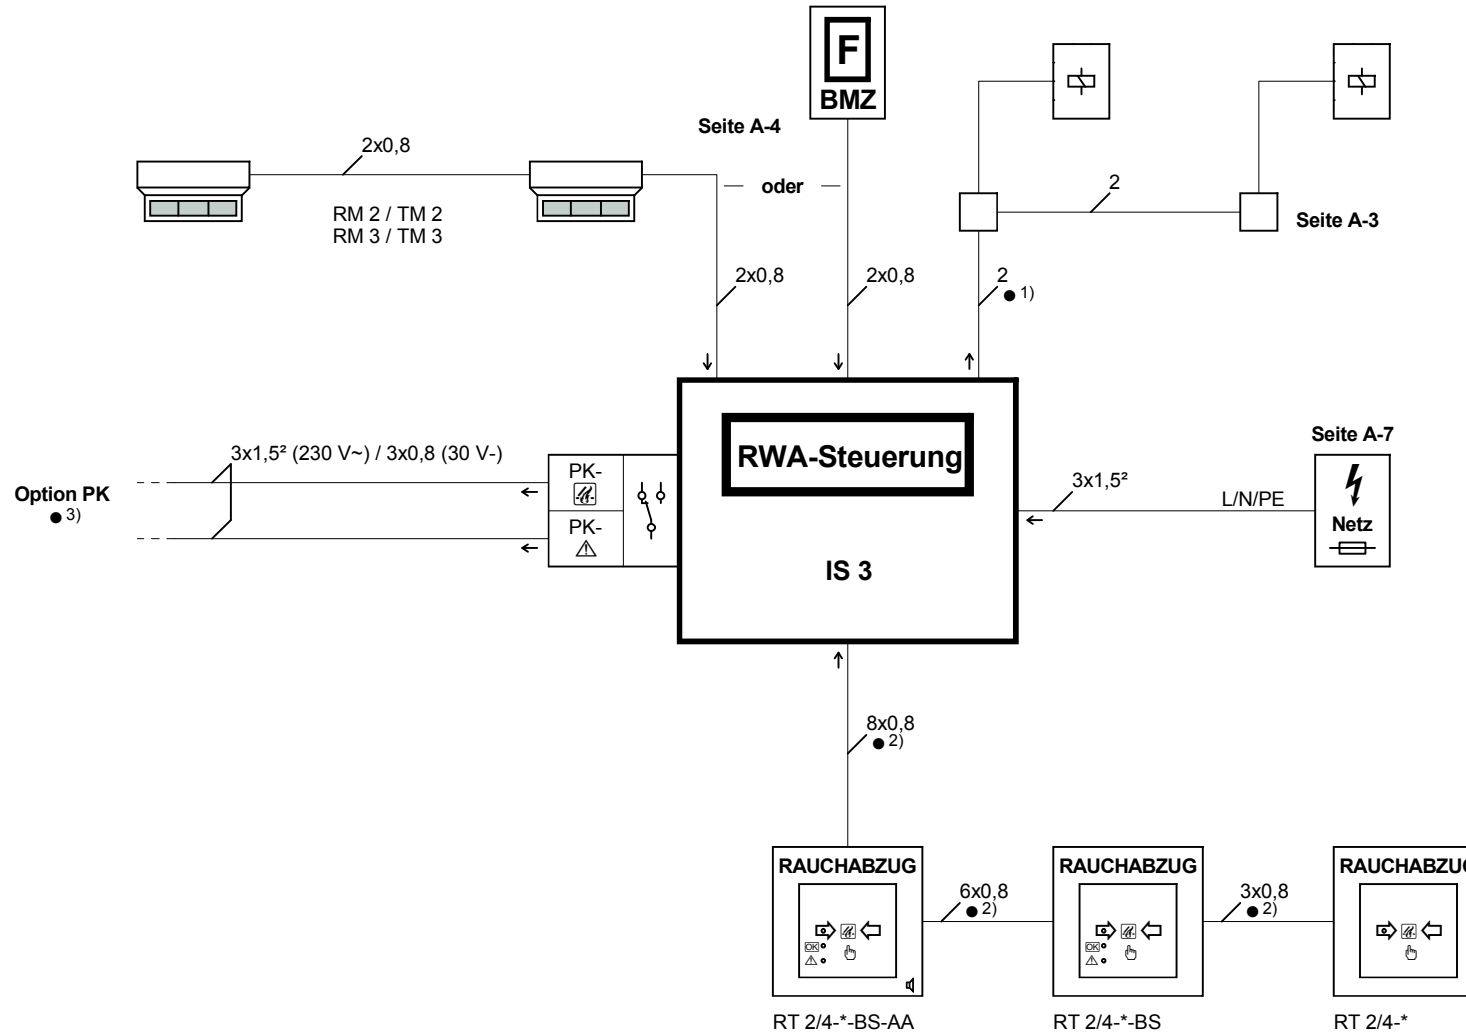 F
BMZ
Seite A-4
2x0,8
oder
RM 2 / TM 2
RM 3 / TM 3
2
Seite A-3
2x0,8
2x0,8
2
● 1)
3x1,5² (230 V~) / 3x0,8 (30 V-)
Option PK
● 3)
PK-
PK-
RWA-Steuerung
IS 3
Seite A-7
3x1,5²
L/N/PE
Netz
8x0,8
● 2)
RAUCHABZUG
OK
6x0,8
● 2)
RAUCHABZUG
OK
3x0,8
● 2)
RAUCHABZUG
RT 2/4-*-BS-AA
RT 2/4-*-BS
RT 2/4-*